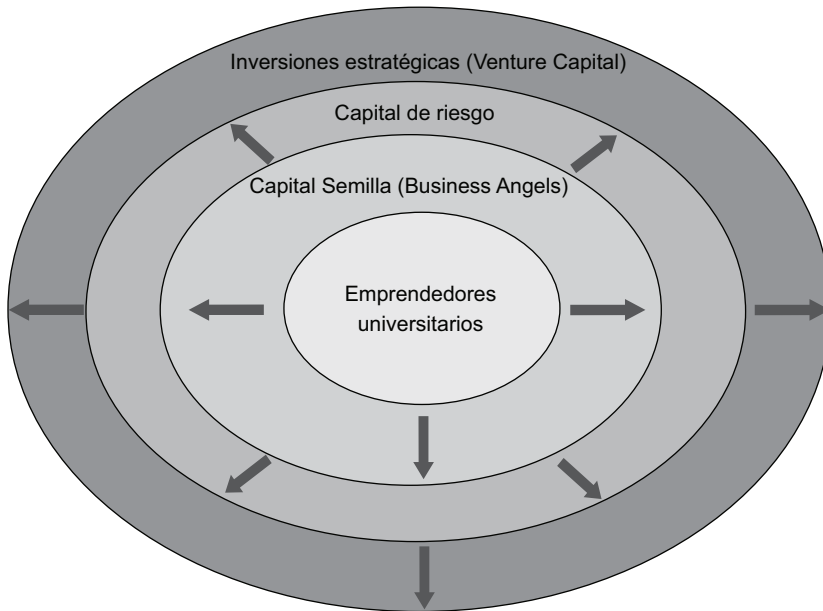 Inversiones estratégicas (Venture Capital)
Capital de riesgo
Capital Semilla (Business Angels)
Emprendedores
universitarios